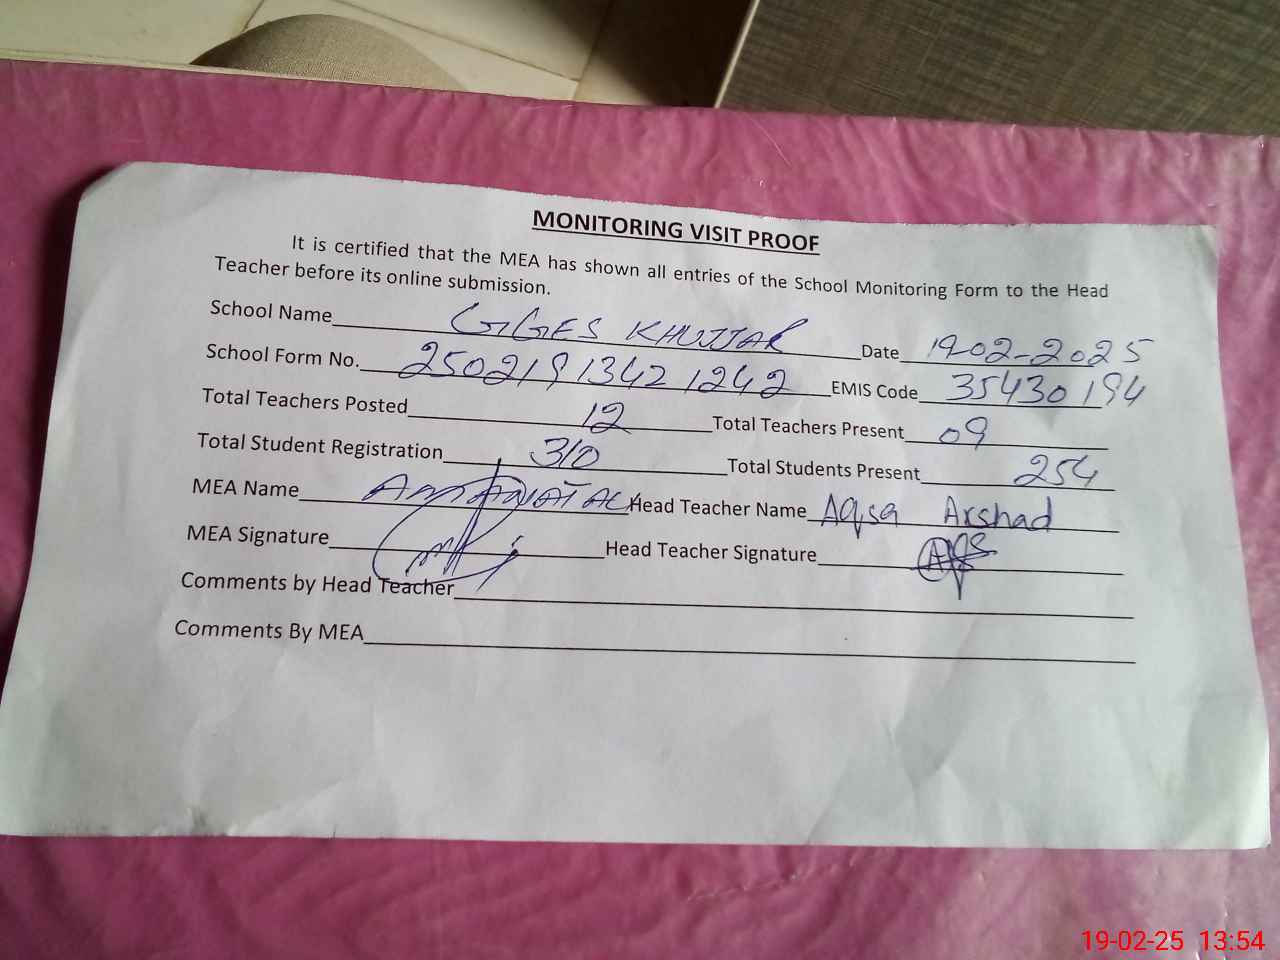 MONITORING VISIT PROOF
It is certified that the MEA has shown all entries of the School Monitoring Form to the Head
Teacher before its online submission.
School Name GGES KHUJJAR Date 19-02-2025
School Form No. 2502191342 1242 EMIS Code 35430194
Total Teachers Posted 12 Total Teachers Present 09
Total Student Registration 310 Total Students Present 254
MEA Name ALI Head Teacher Name Aqsa Arshad
MEA Signature Head Teacher Signature Aqs
Comments by Head Teacher
Comments By MEA
19-02-25 13:54